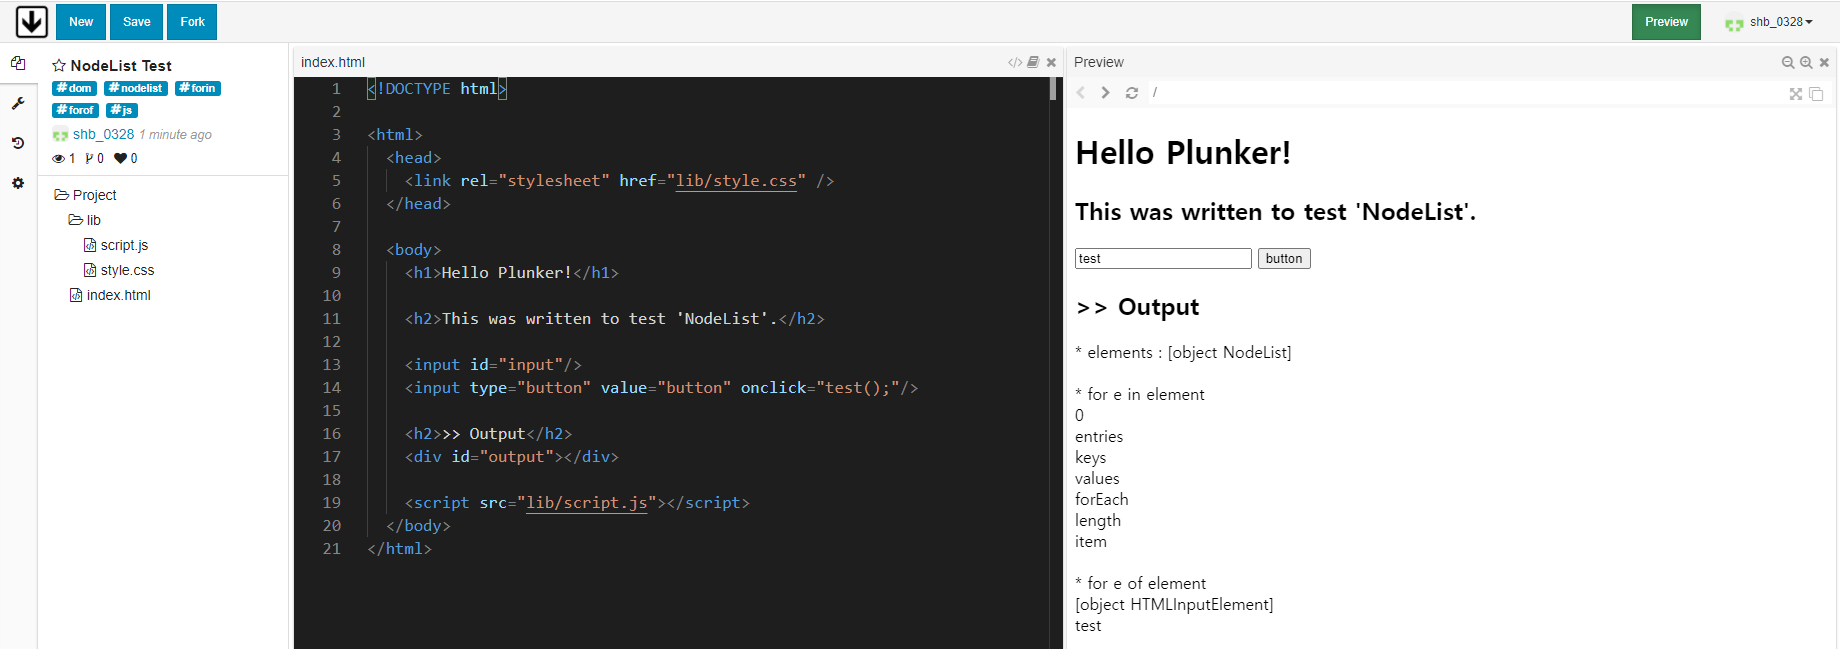 New Save Fork Preview shb_0328
NodeList Test
#dom #nodelist #forin
#forof #js
shb_0328 1 minute ago
1 0 0
Project
lib
script.js
style.css
index.html
index.html
1 <!DOCTYPE html>
2
3 <html>
4 <head>
5 <link rel="stylesheet" href="lib/style.css" />
6 </head>
7
8 <body>
9 <h1>Hello Plunker!</h1>
10
11 <h2>This was written to test 'NodeList'.</h2>
12
13 <input id="input"/>
14 <input type="button" value="button" onclick="test();"/>
15
16 <h2>>> Output</h2>
17 <div id="output"></div>
18
19 <script src="lib/script.js"></script>
20 </body>
21 </html>
Preview
/
Hello Plunker!
This was written to test 'NodeList'.
test button
>> Output
* elements : [object NodeList]
* for e in element
0
entries
keys
values
forEach
length
item
* for e of element
[object HTMLInputElement]
test